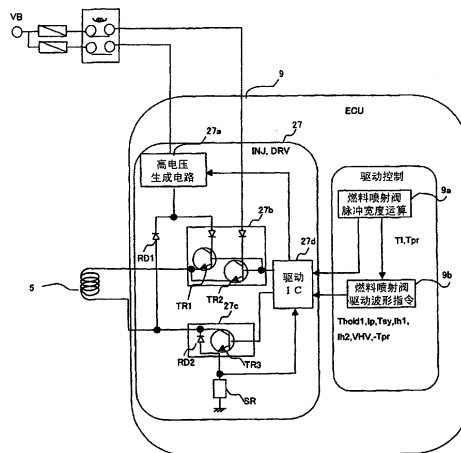 VB
9
ECU
27a
27
INJ, DRV
高电压
生成电路
驱动控制
27b
燃料喷射阀
脉冲宽度运算
9a
RD1
27d
TI,Tpr
5
TR1
TR2
驱动
I C
9b
燃料喷射阀
驱动波形指令
27c
RD2
TR3
Thold1,Ip,Tsy,Ih1,
Ih2,VHV,-Tpr
SR